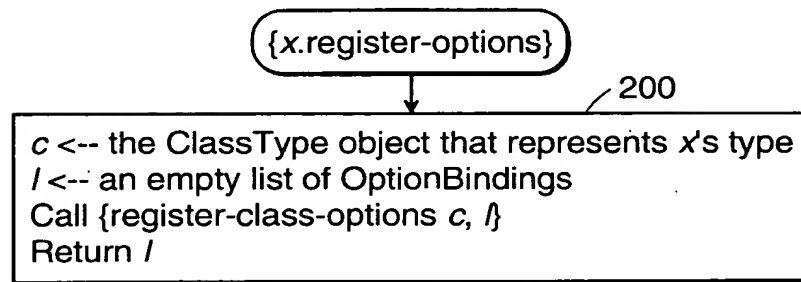 {x.register-options}
200
c <-- the ClassType object that represents x's type
l <-- an empty list of OptionBindings
Call {register-class-options c, l}
Return l